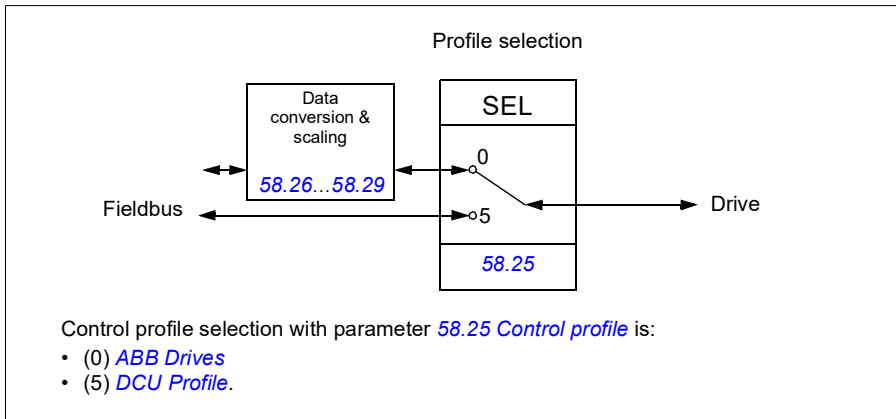 Profile selection
Data
conversion &
scaling
58.26...58.29
SEL
0
5
58.25
Fieldbus
Drive
Control profile selection with parameter 58.25 Control profile is:
• (0) ABB Drives
• (5) DCU Profile.